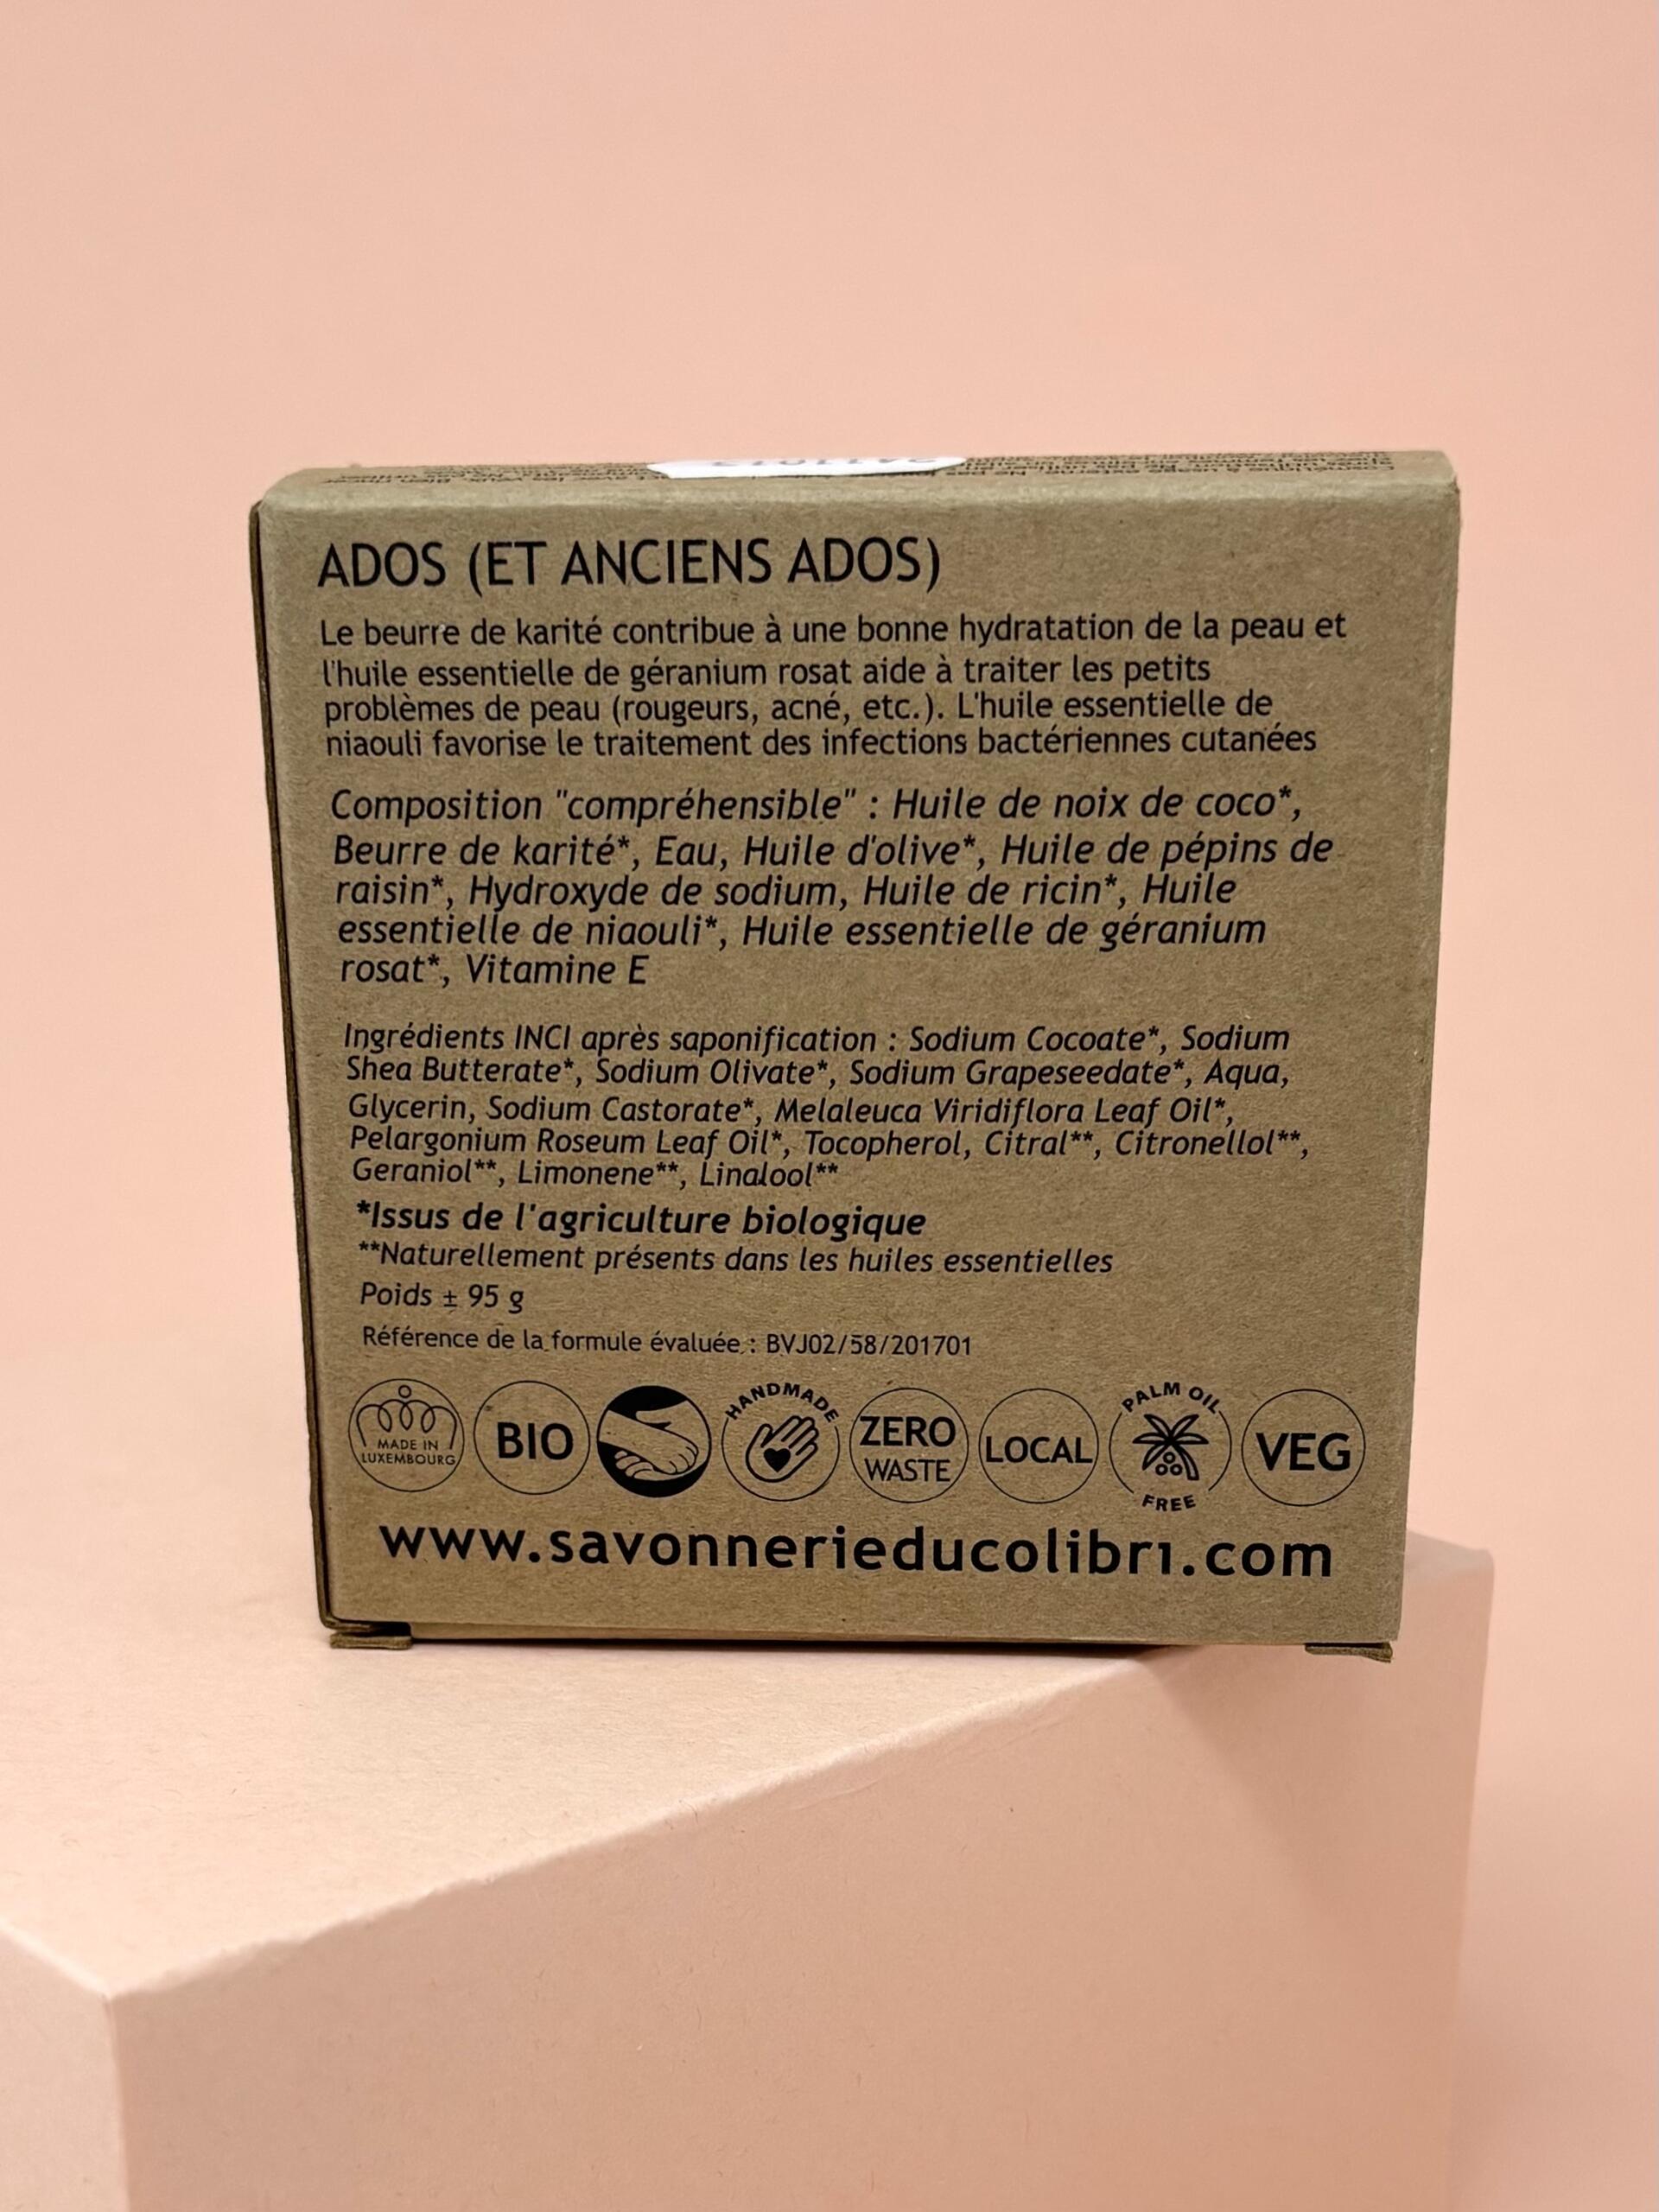 ADOS (ET ANCIENS ADOS)
Le beurre de karité contribue à une bonne hydratation de la peau et
l'huile essentielle de géranium rosat aide à traiter les petits
problèmes de peau (rougeurs, acné, etc.). L'huile essentielle de
niaouli favorise le traitement des infections bactériennes cutanées
Composition "compréhensible" : Huile de noix de coco*,
Beurre de karité*, Eau, Huile d'olive*, Huile de pépins de
raisin*, Hydroxyde de sodium, Huile de ricin*, Huile
essentielle de niaouli*, Huile essentielle de géranium
rosat*, Vitamine E
Ingrédients INCI après saponification : Sodium Cocoate*, Sodium
Shea Butterate*, Sodium Olivate*, Sodium Grapeseedate*, Aqua,
Glycerin, Sodium Castorate*, Melaleuca Viridiflora Leaf Oil*,
Pelargonium Roseum Leaf Oil*, Tocopherol, Citral**, Citronellol**,
Geraniol**, Limonene**, Linalool**
*Issus de l'agriculture biologique
**Naturellement présents dans les huiles essentielles
Poids ± 95 g
Référence de la formule évaluée : BVJ02/58/201701
MADE IN
LUXEMBOURG
BIO
HANDMADE
ZERO
WASTE
LOCAL
PALM OIL
FREE
VEG
www.savonnerieducolibri.com